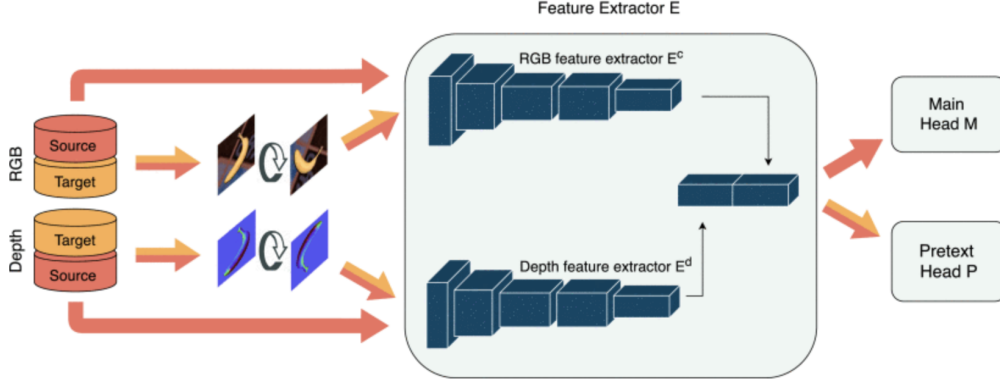 Feature Extractor E
RGB feature extractor E^c
Main
Head M
RGB
Source
Target
Depth
Target
Source
Depth feature extractor E^d
Pretext
Head P